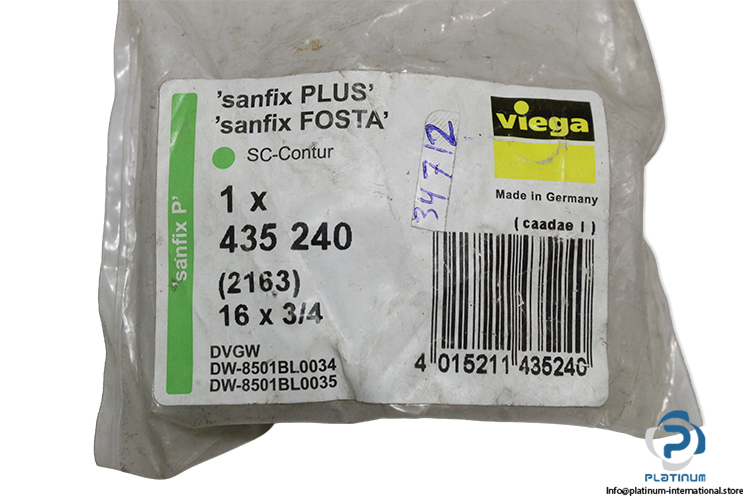 'sanfix PLUS'
'sanfix FOSTA'
SC-Contur
1 x
435 240
(2163)
16 x 3/4
DVGW
DW-8501BL0034
DW-8501BL0035
'sanfix P'
34712
viega
Made in Germany
( caadae I )
4 015211 435240
PLATINUM
Info@platinum-international.store